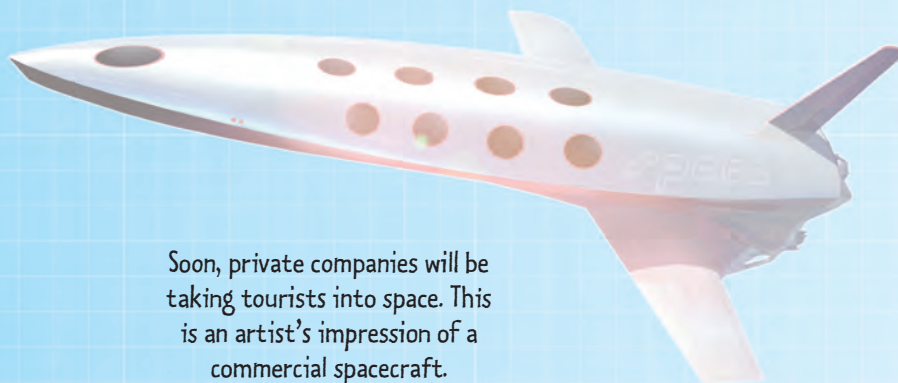 Soon, private companies will be
taking tourists into space. This
is an artist's impression of a
commercial spacecraft.